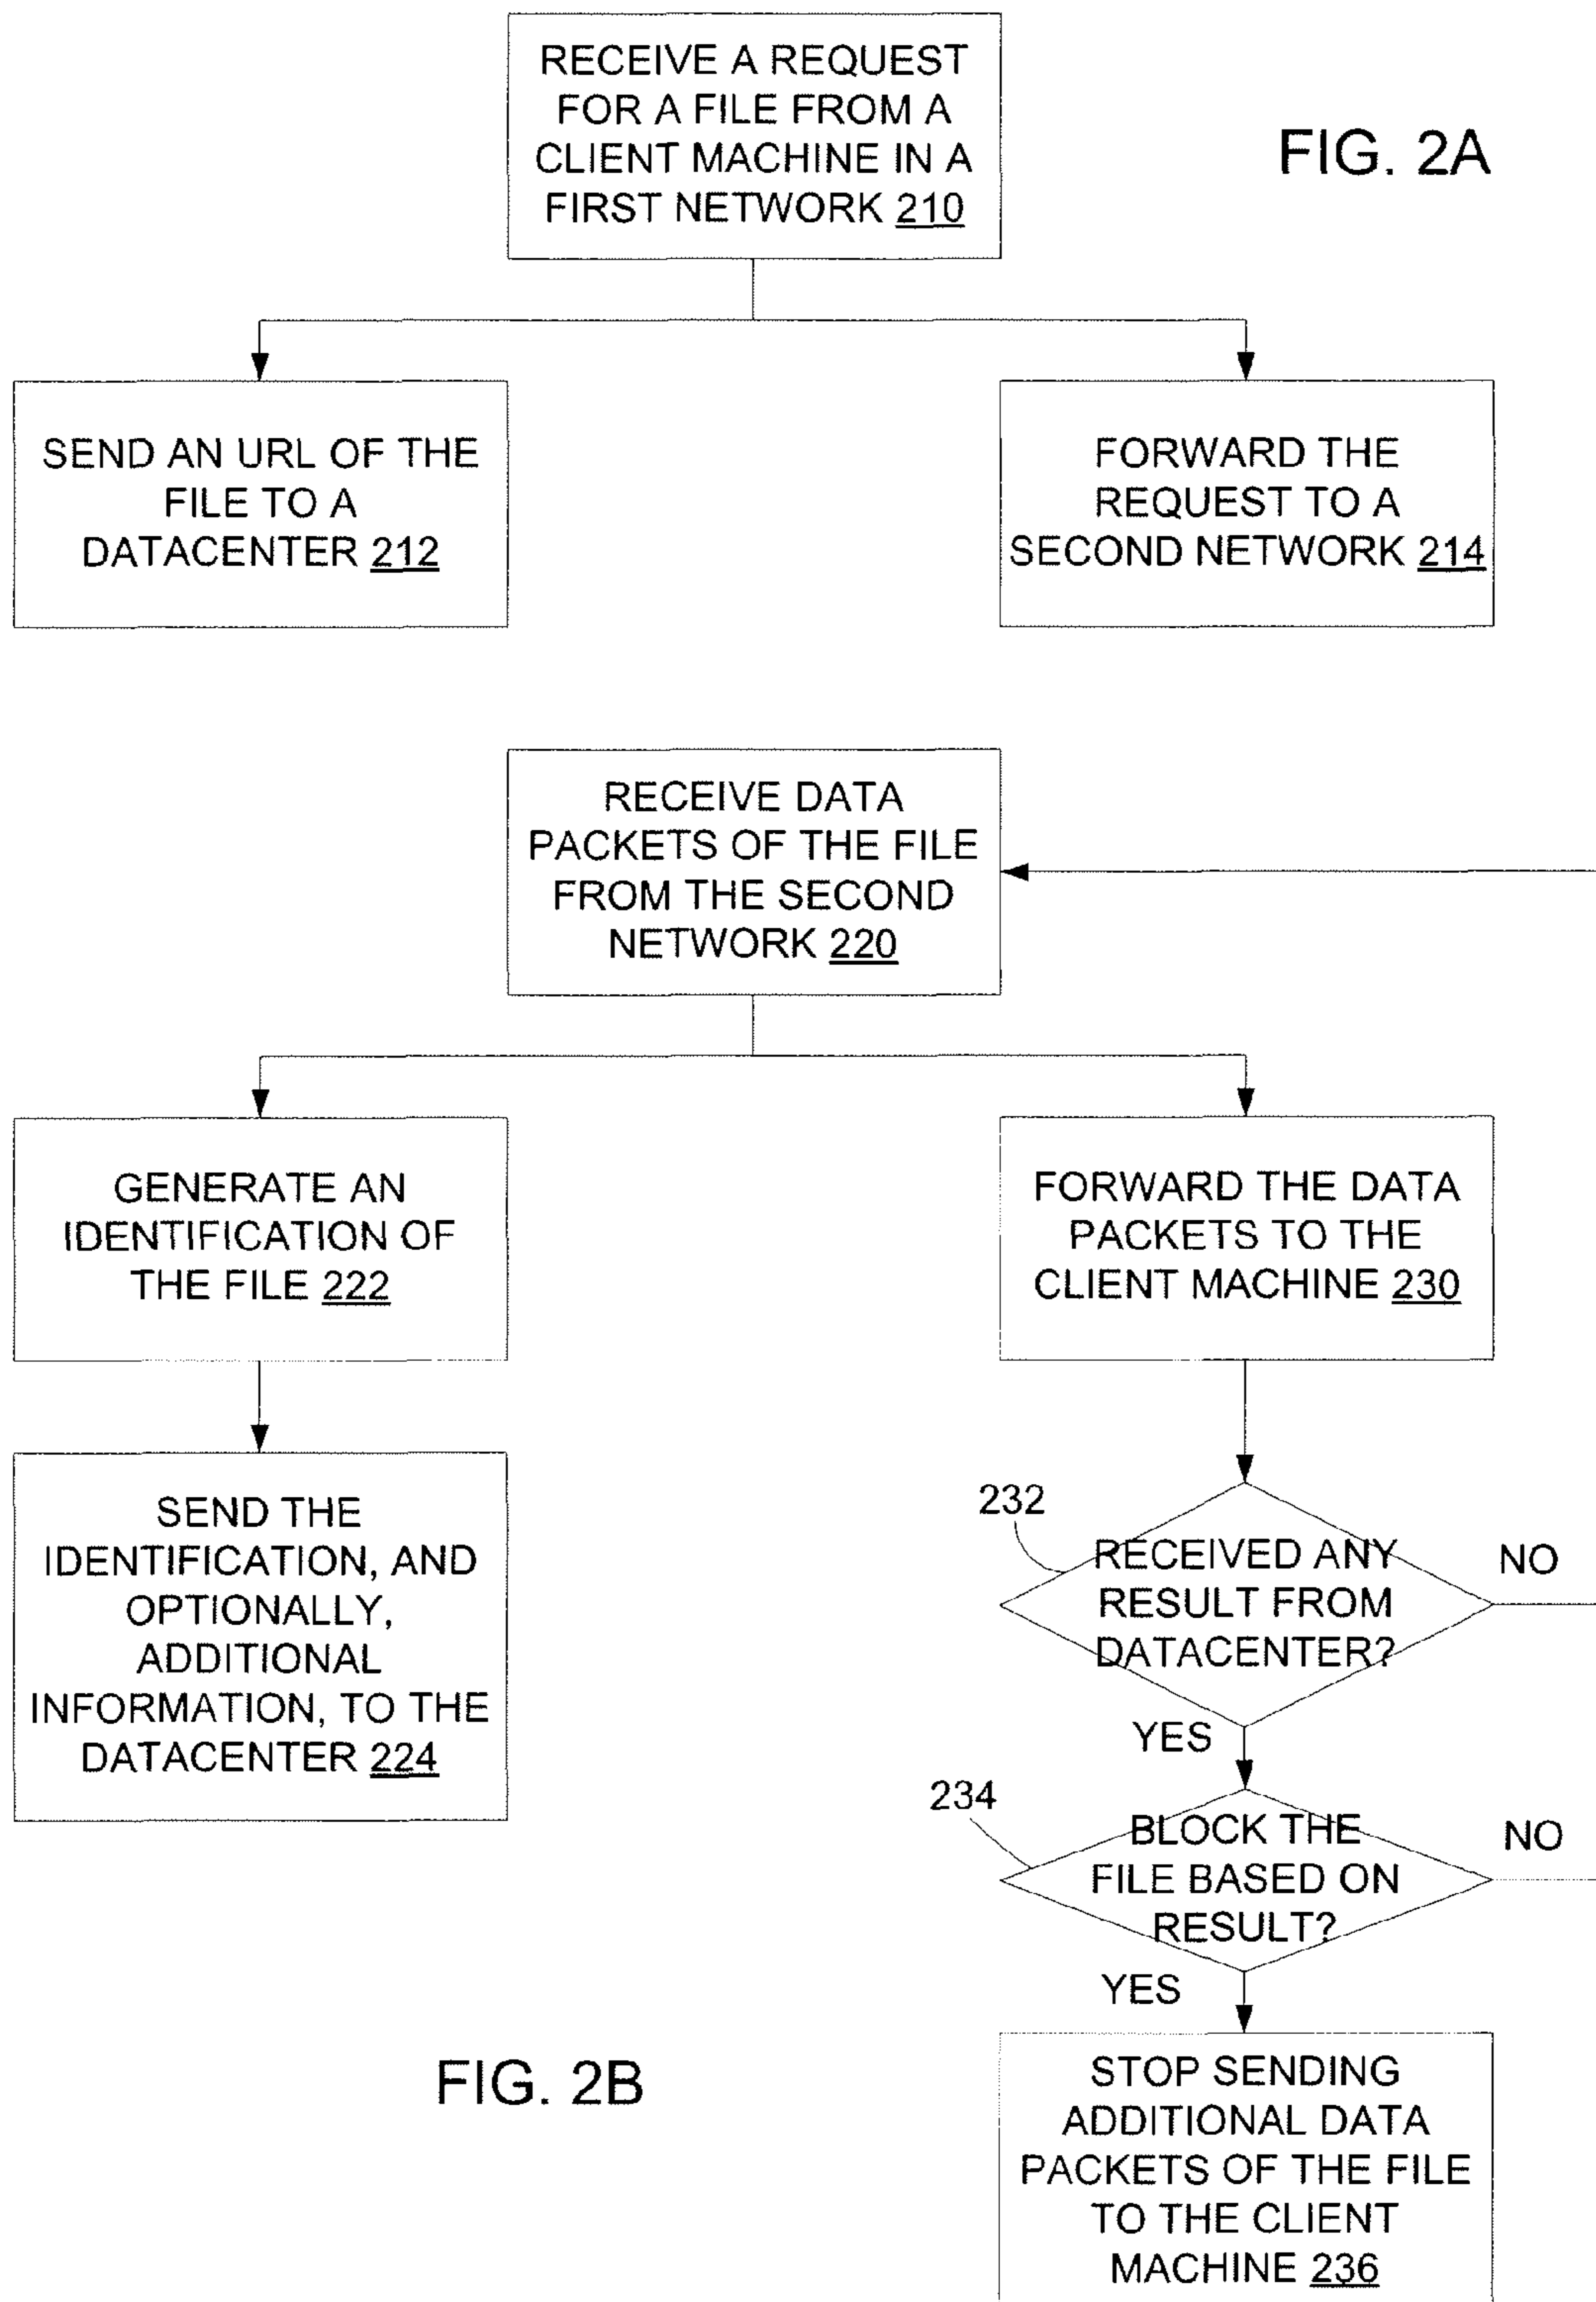 RECEIVE A REQUEST
FOR A FILE FROM A
CLIENT MACHINE IN A
FIRST NETWORK 210
FIG. 2A
SEND AN URL OF THE
FILE TO A
DATACENTER 212
FORWARD THE
REQUEST TO A
SECOND NETWORK 214
RECEIVE DATA
PACKETS OF THE FILE
FROM THE SECOND
NETWORK 220
GENERATE AN
IDENTIFICATION OF
THE FILE 222
FORWARD THE DATA
PACKETS TO THE
CLIENT MACHINE 230
SEND THE
IDENTIFICATION, AND
OPTIONALLY,
ADDITIONAL
INFORMATION, TO THE
DATACENTER 224
232
RECEIVED ANY
RESULT FROM
DATACENTER?
NO
YES
234
BLOCK THE
FILE BASED ON
RESULT?
NO
YES
STOP SENDING
ADDITIONAL DATA
PACKETS OF THE FILE
TO THE CLIENT
MACHINE 236
FIG. 2B